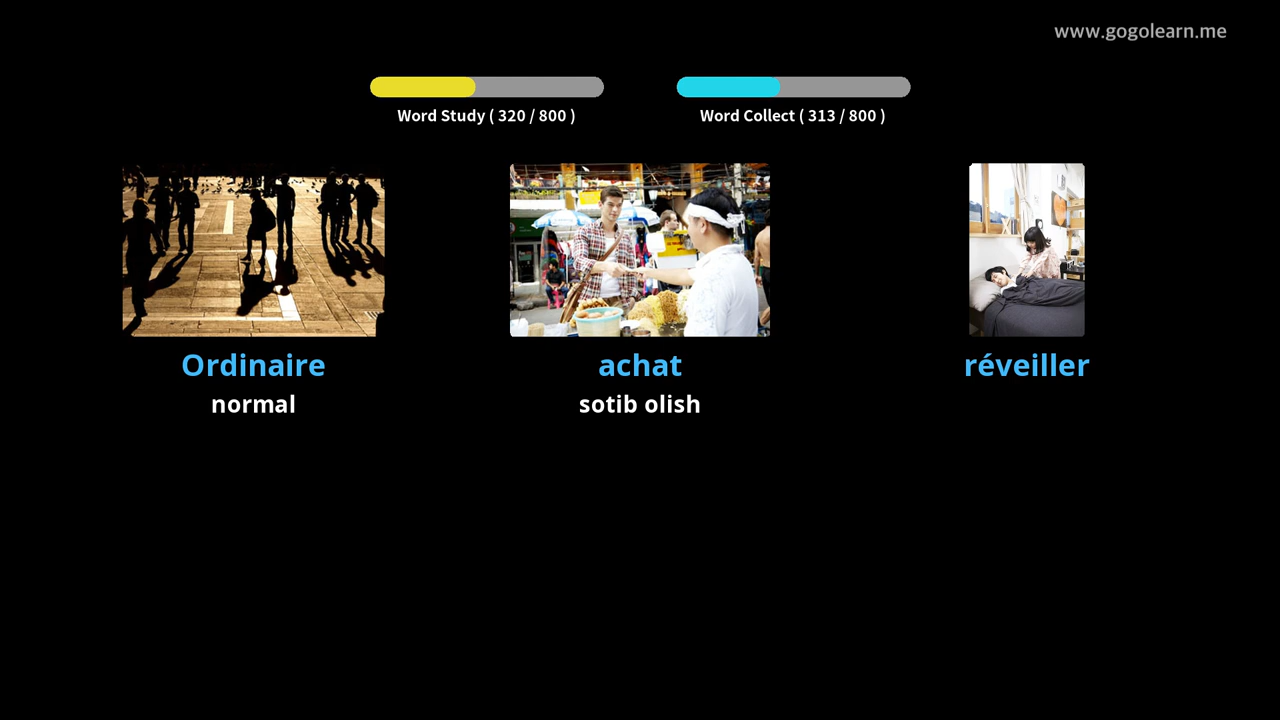 www.gogolearn.me
Word Study ( 320 / 800 )
Word Collect ( 313 / 800 )
Ordinaire
normal
achat
sotib olish
réveiller